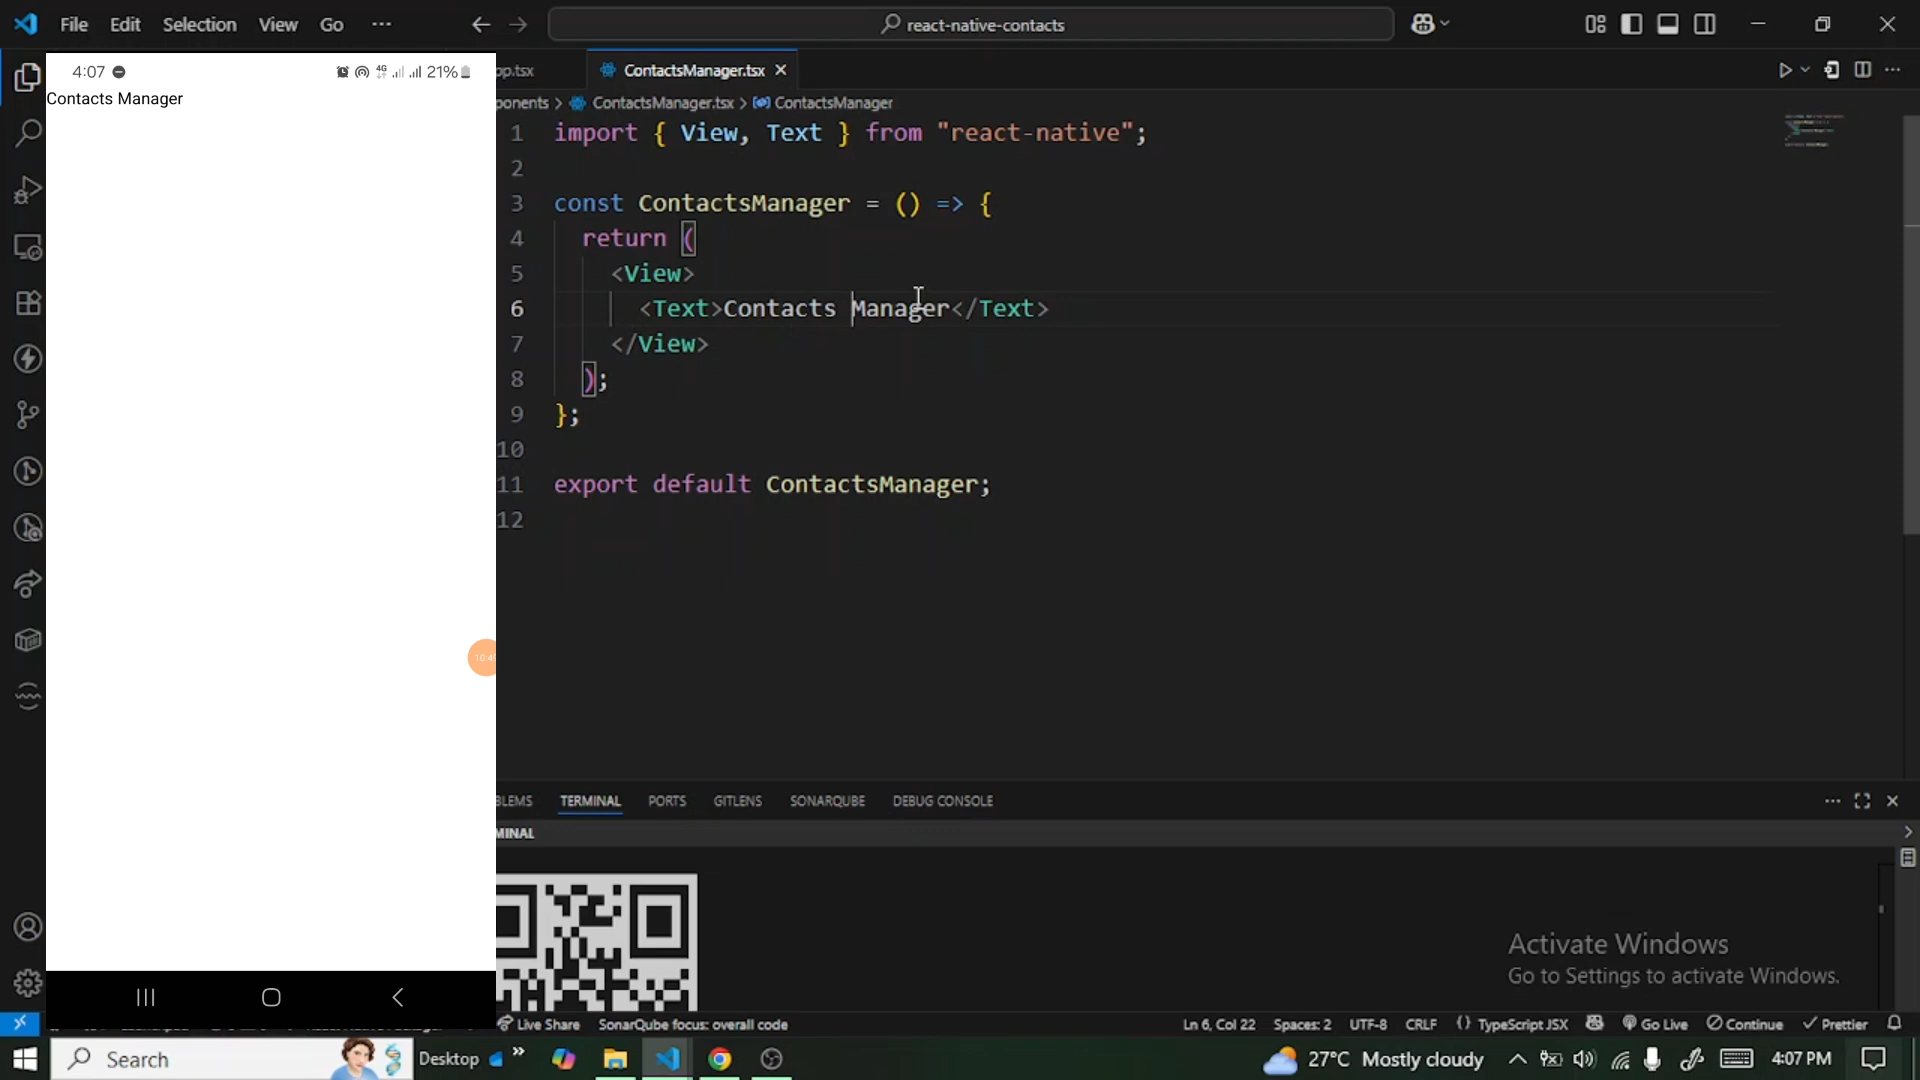 File Edit Selection View Go
react-native-contacts
4:07
4G
21%
Contacts Manager
pp.tsx
ContactsManager.tsx
ponents > ContactsManager.tsx > ContactsManager
1 import { View, Text } from "react-native";
2
3 const ContactsManager = () => {
4 return (
5 <View>
6 <Text>Contacts Manager</Text>
7 </View>
8 );
9 };
10
11 export default ContactsManager;
12
BLEMS TERMINAL PORTS GITLENS SONARQUBE DEBUG CONSOLE
MINAL
Activate Windows
Go to Settings to activate Windows.
Live Share SonarQube focus: overall code Ln 6, Col 22 Spaces: 2 UTF-8 CRLF {} TypeScript JSX Go Live Continue Prettier
Search Desktop 27°C Mostly cloudy 4:07 PM